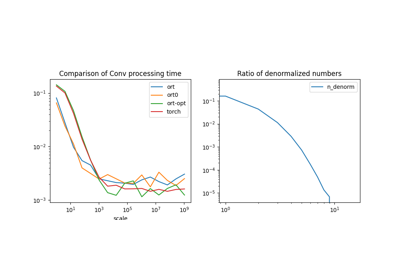 Comparison of Conv processing time
10⁻¹
10⁻²
10⁻³
10¹
10³
10⁵
10⁷
10⁹
scale
ort
ort0
ort-opt
torch
Ratio of denormalized numbers
10⁻¹
10⁻²
10⁻³
10⁻⁴
10⁻⁵
10⁰
10¹
n_denorm